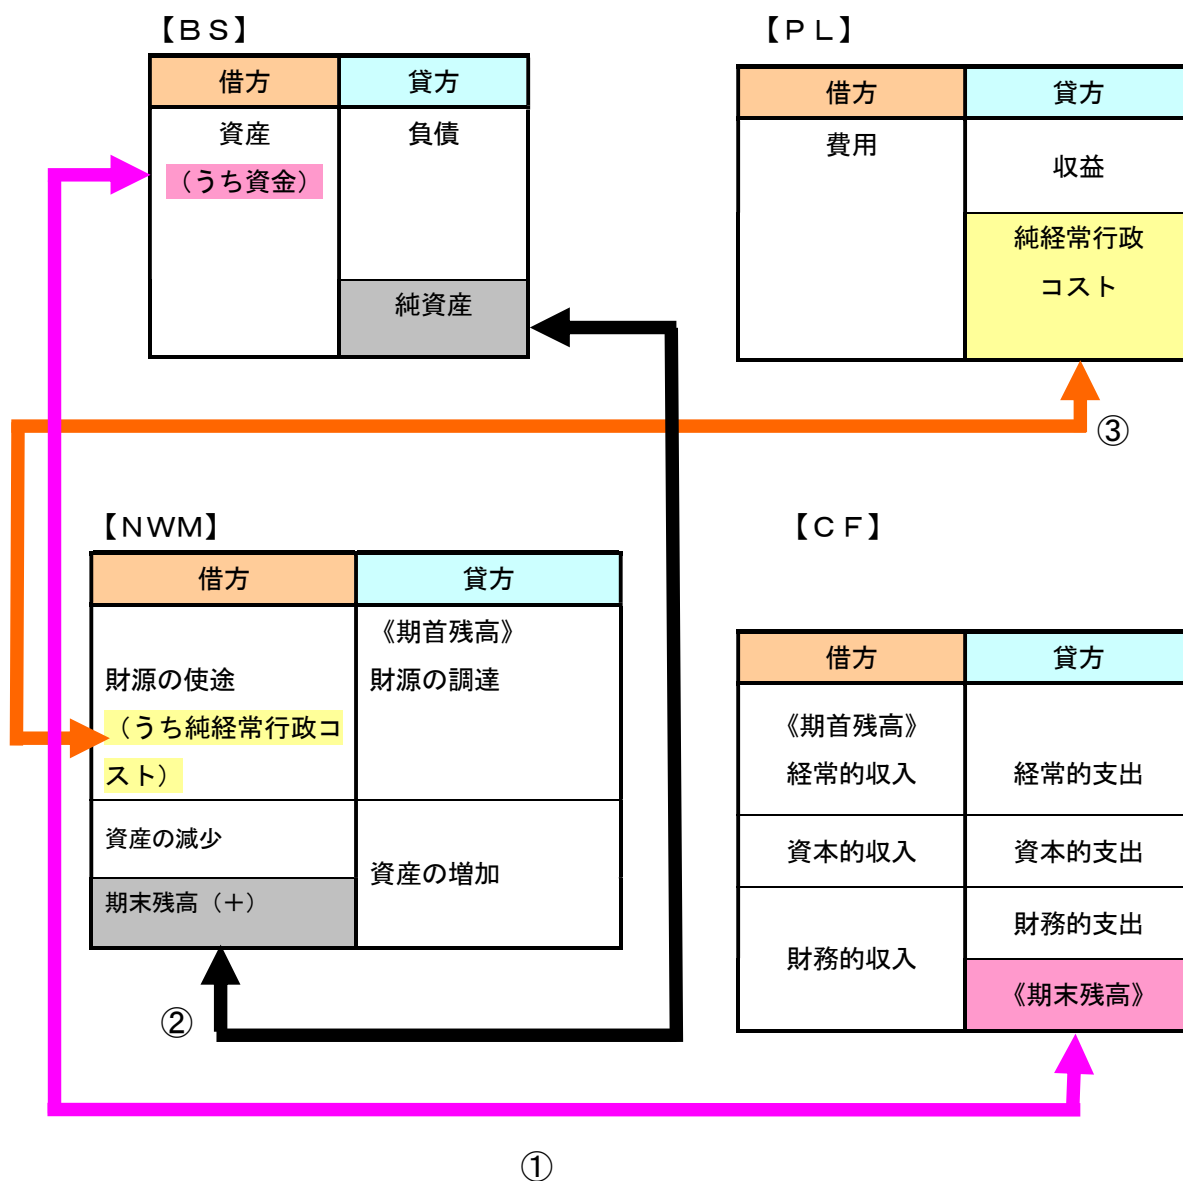 【ＢＳ】
借方 貸方
資産
（うち資金）
負債
純資産
【ＰＬ】
借方 貸方
費用
収益
純経常行政
コスト
③
【NWM】
借方 貸方
財源の使途
（うち純経常行政コ
スト）
《期首残高》
財源の調達
資産の減少
資産の増加
期末残高（＋）
②
【ＣＦ】
借方 貸方
《期首残高》
経常的収入 経常的支出
資本的収入 資本的支出
財務的収入
財務的支出
《期末残高》
①